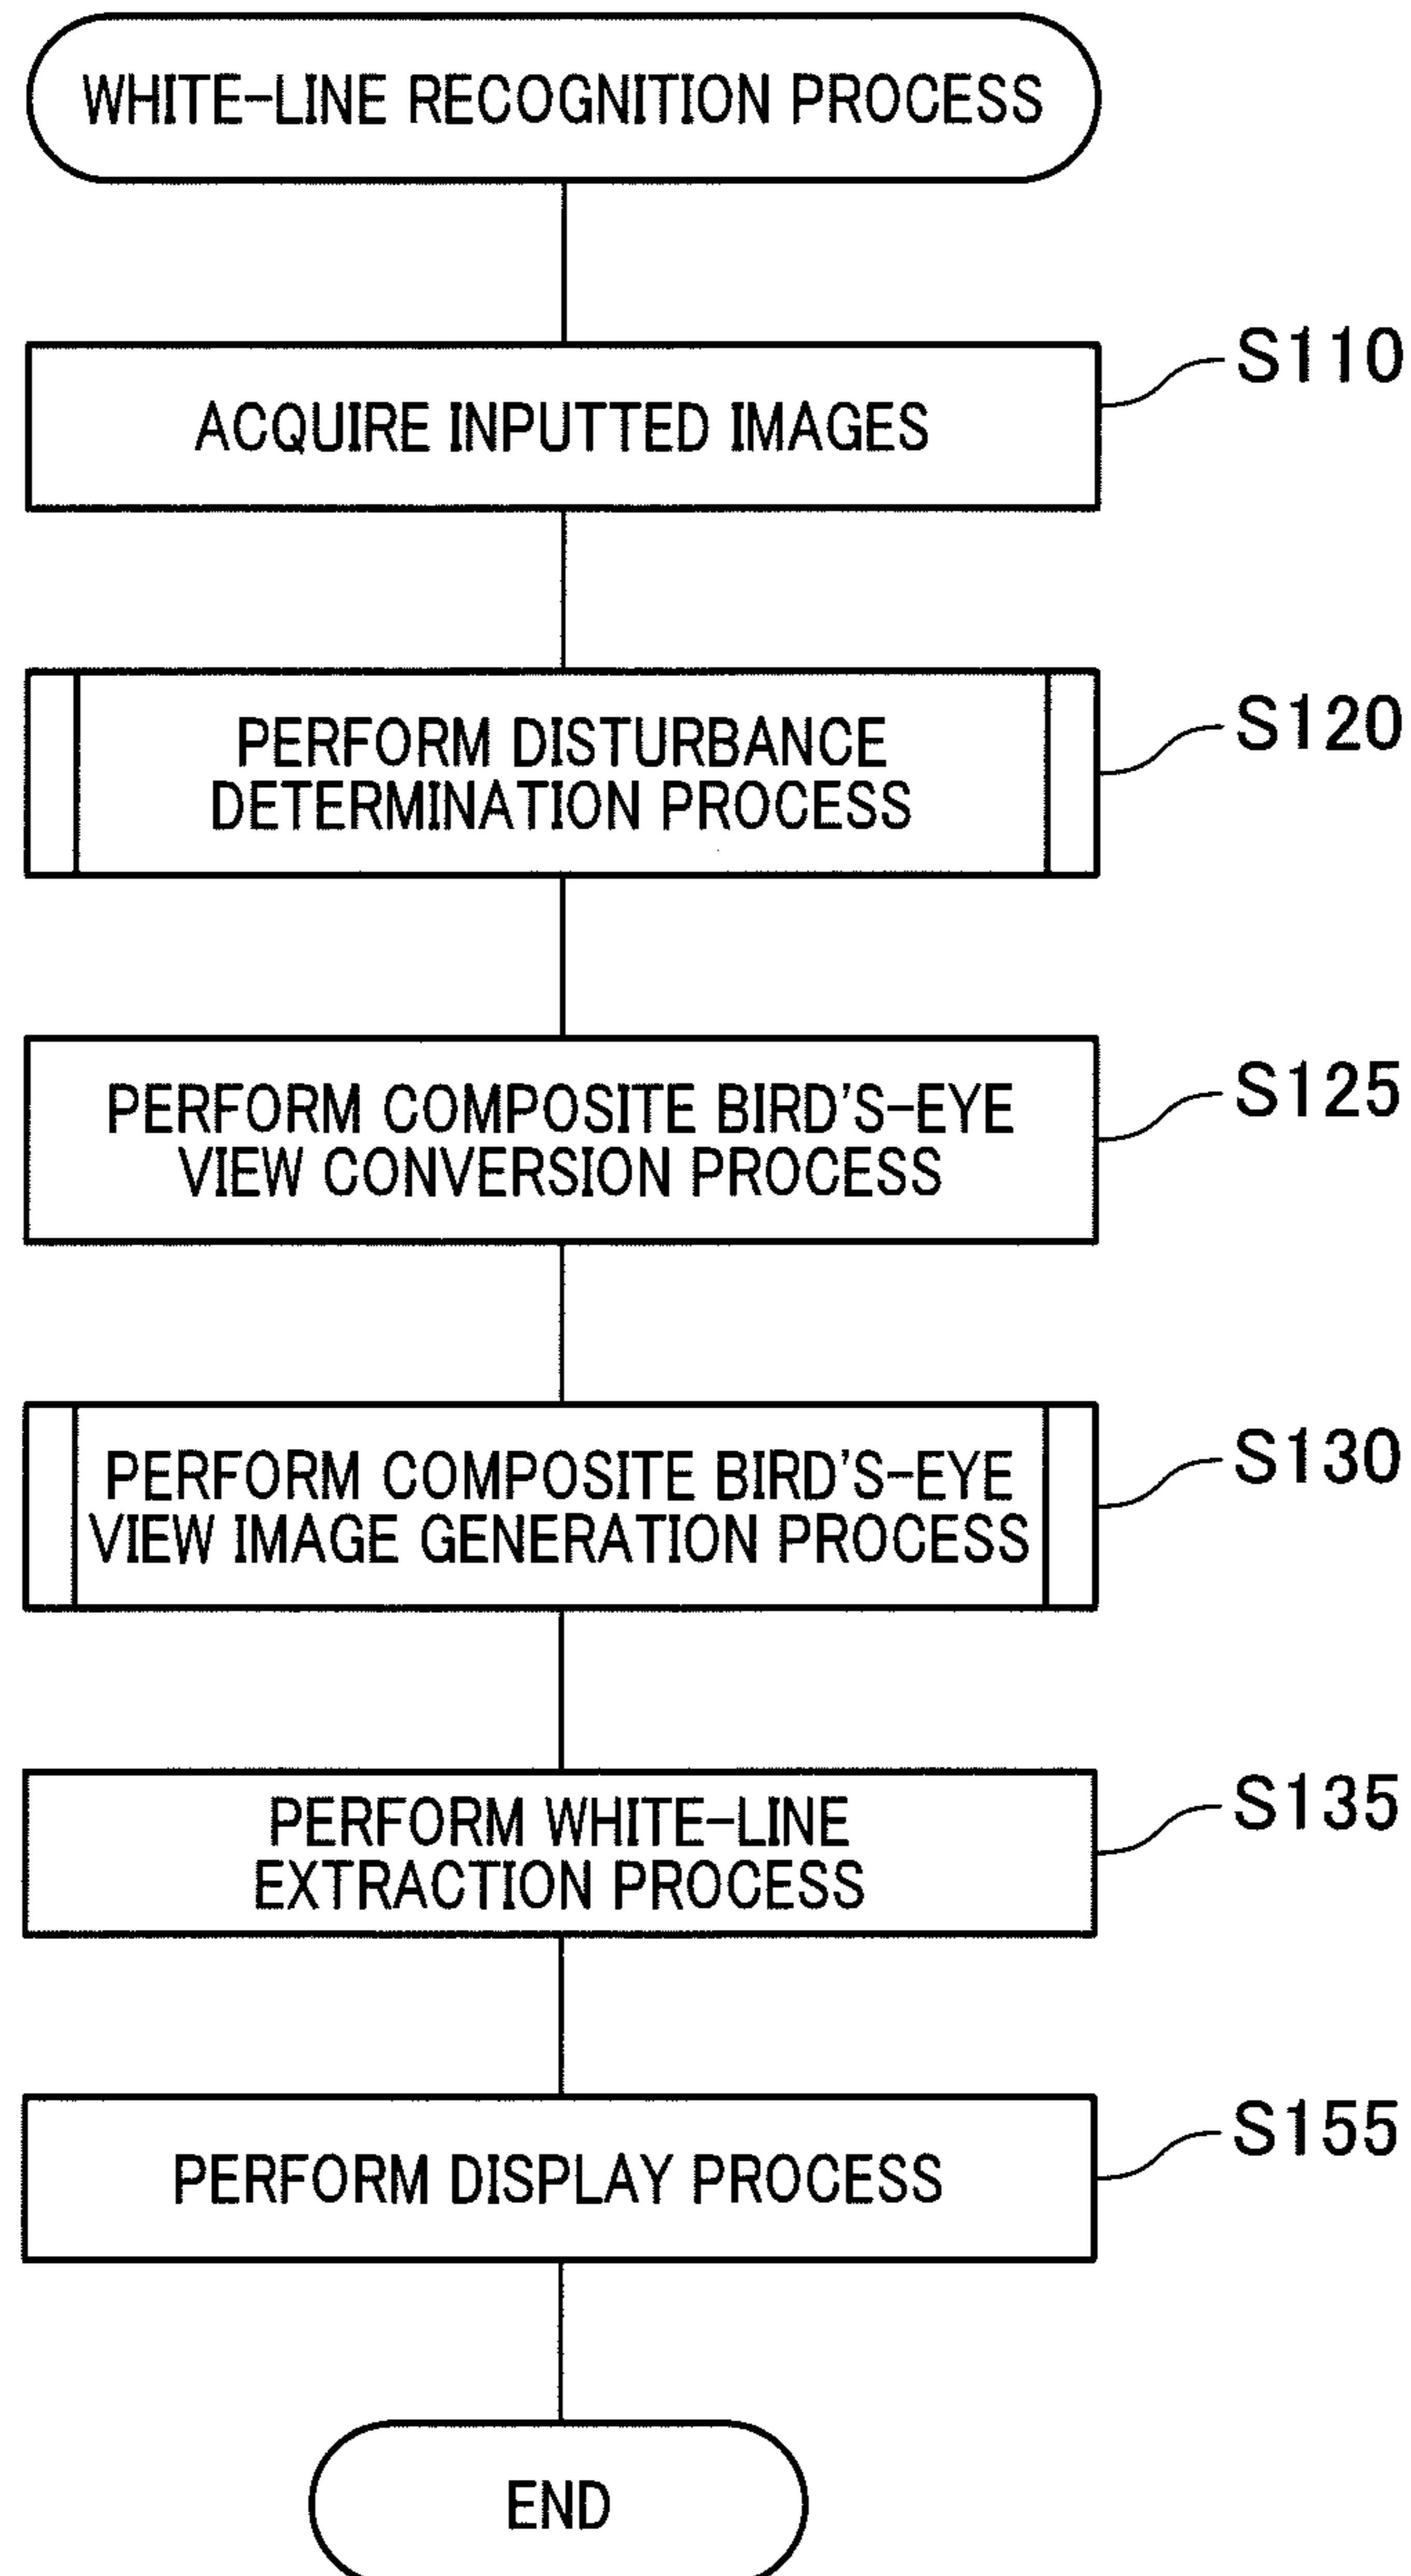 WHITE-LINE RECOGNITION PROCESS
ACQUIRE INPUTTED IMAGES
S110
PERFORM DISTURBANCE
DETERMINATION PROCESS
S120
PERFORM COMPOSITE BIRD'S-EYE
VIEW CONVERSION PROCESS
S125
PERFORM COMPOSITE BIRD'S-EYE
VIEW IMAGE GENERATION PROCESS
S130
PERFORM WHITE-LINE
EXTRACTION PROCESS
S135
PERFORM DISPLAY PROCESS
S155
END